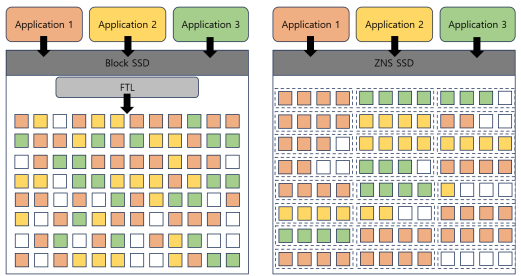 Application 1 Application 2 Application 3
Block SSD
FTL
Application 1 Application 2 Application 3
ZNS SSD